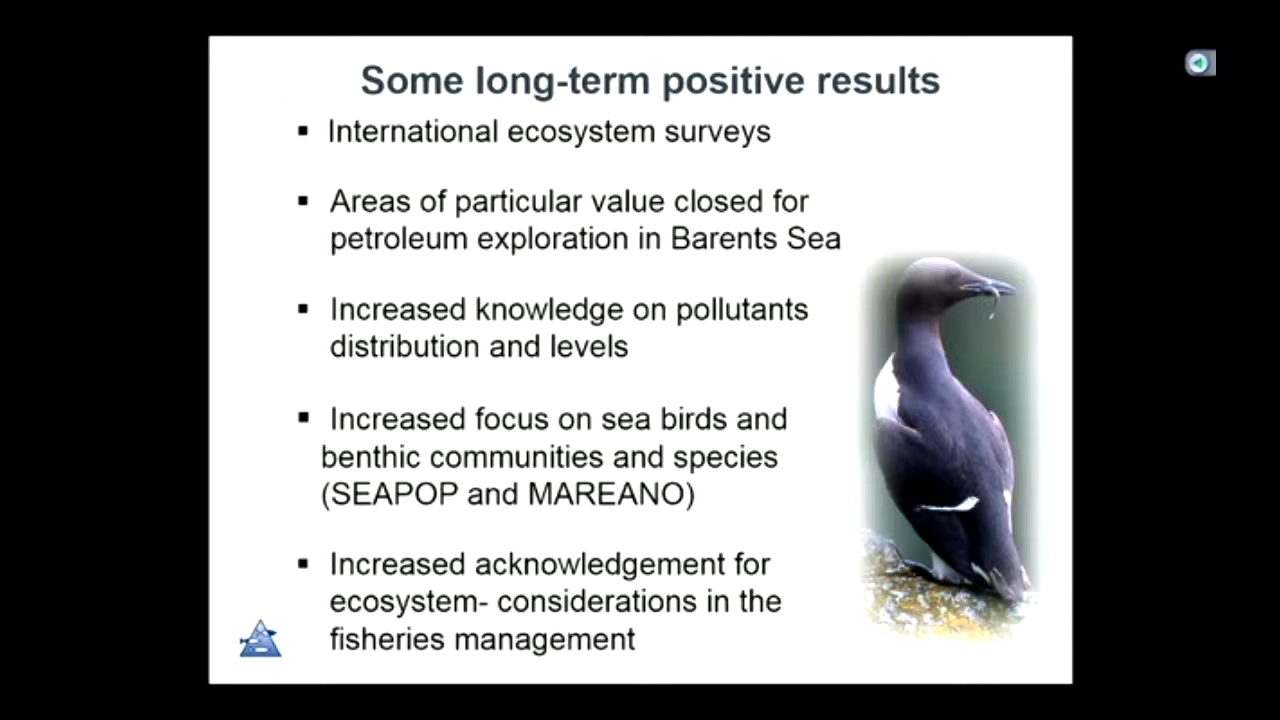 Some long-term positive results
▪ International ecosystem surveys
▪ Areas of particular value closed for
petroleum exploration in Barents Sea
▪ Increased knowledge on pollutants
distribution and levels
▪ Increased focus on sea birds and
benthic communities and species
(SEAPOP and MAREANO)
▪ Increased acknowledgement for
ecosystem- considerations in the
fisheries management